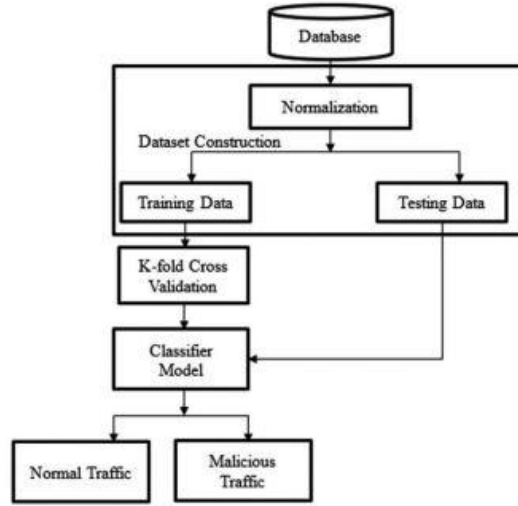 Database
Normalization
Dataset Construction
Training Data
Testing Data
K-fold Cross
Validation
Classifier
Model
Normal Traffic
Malicious
Traffic